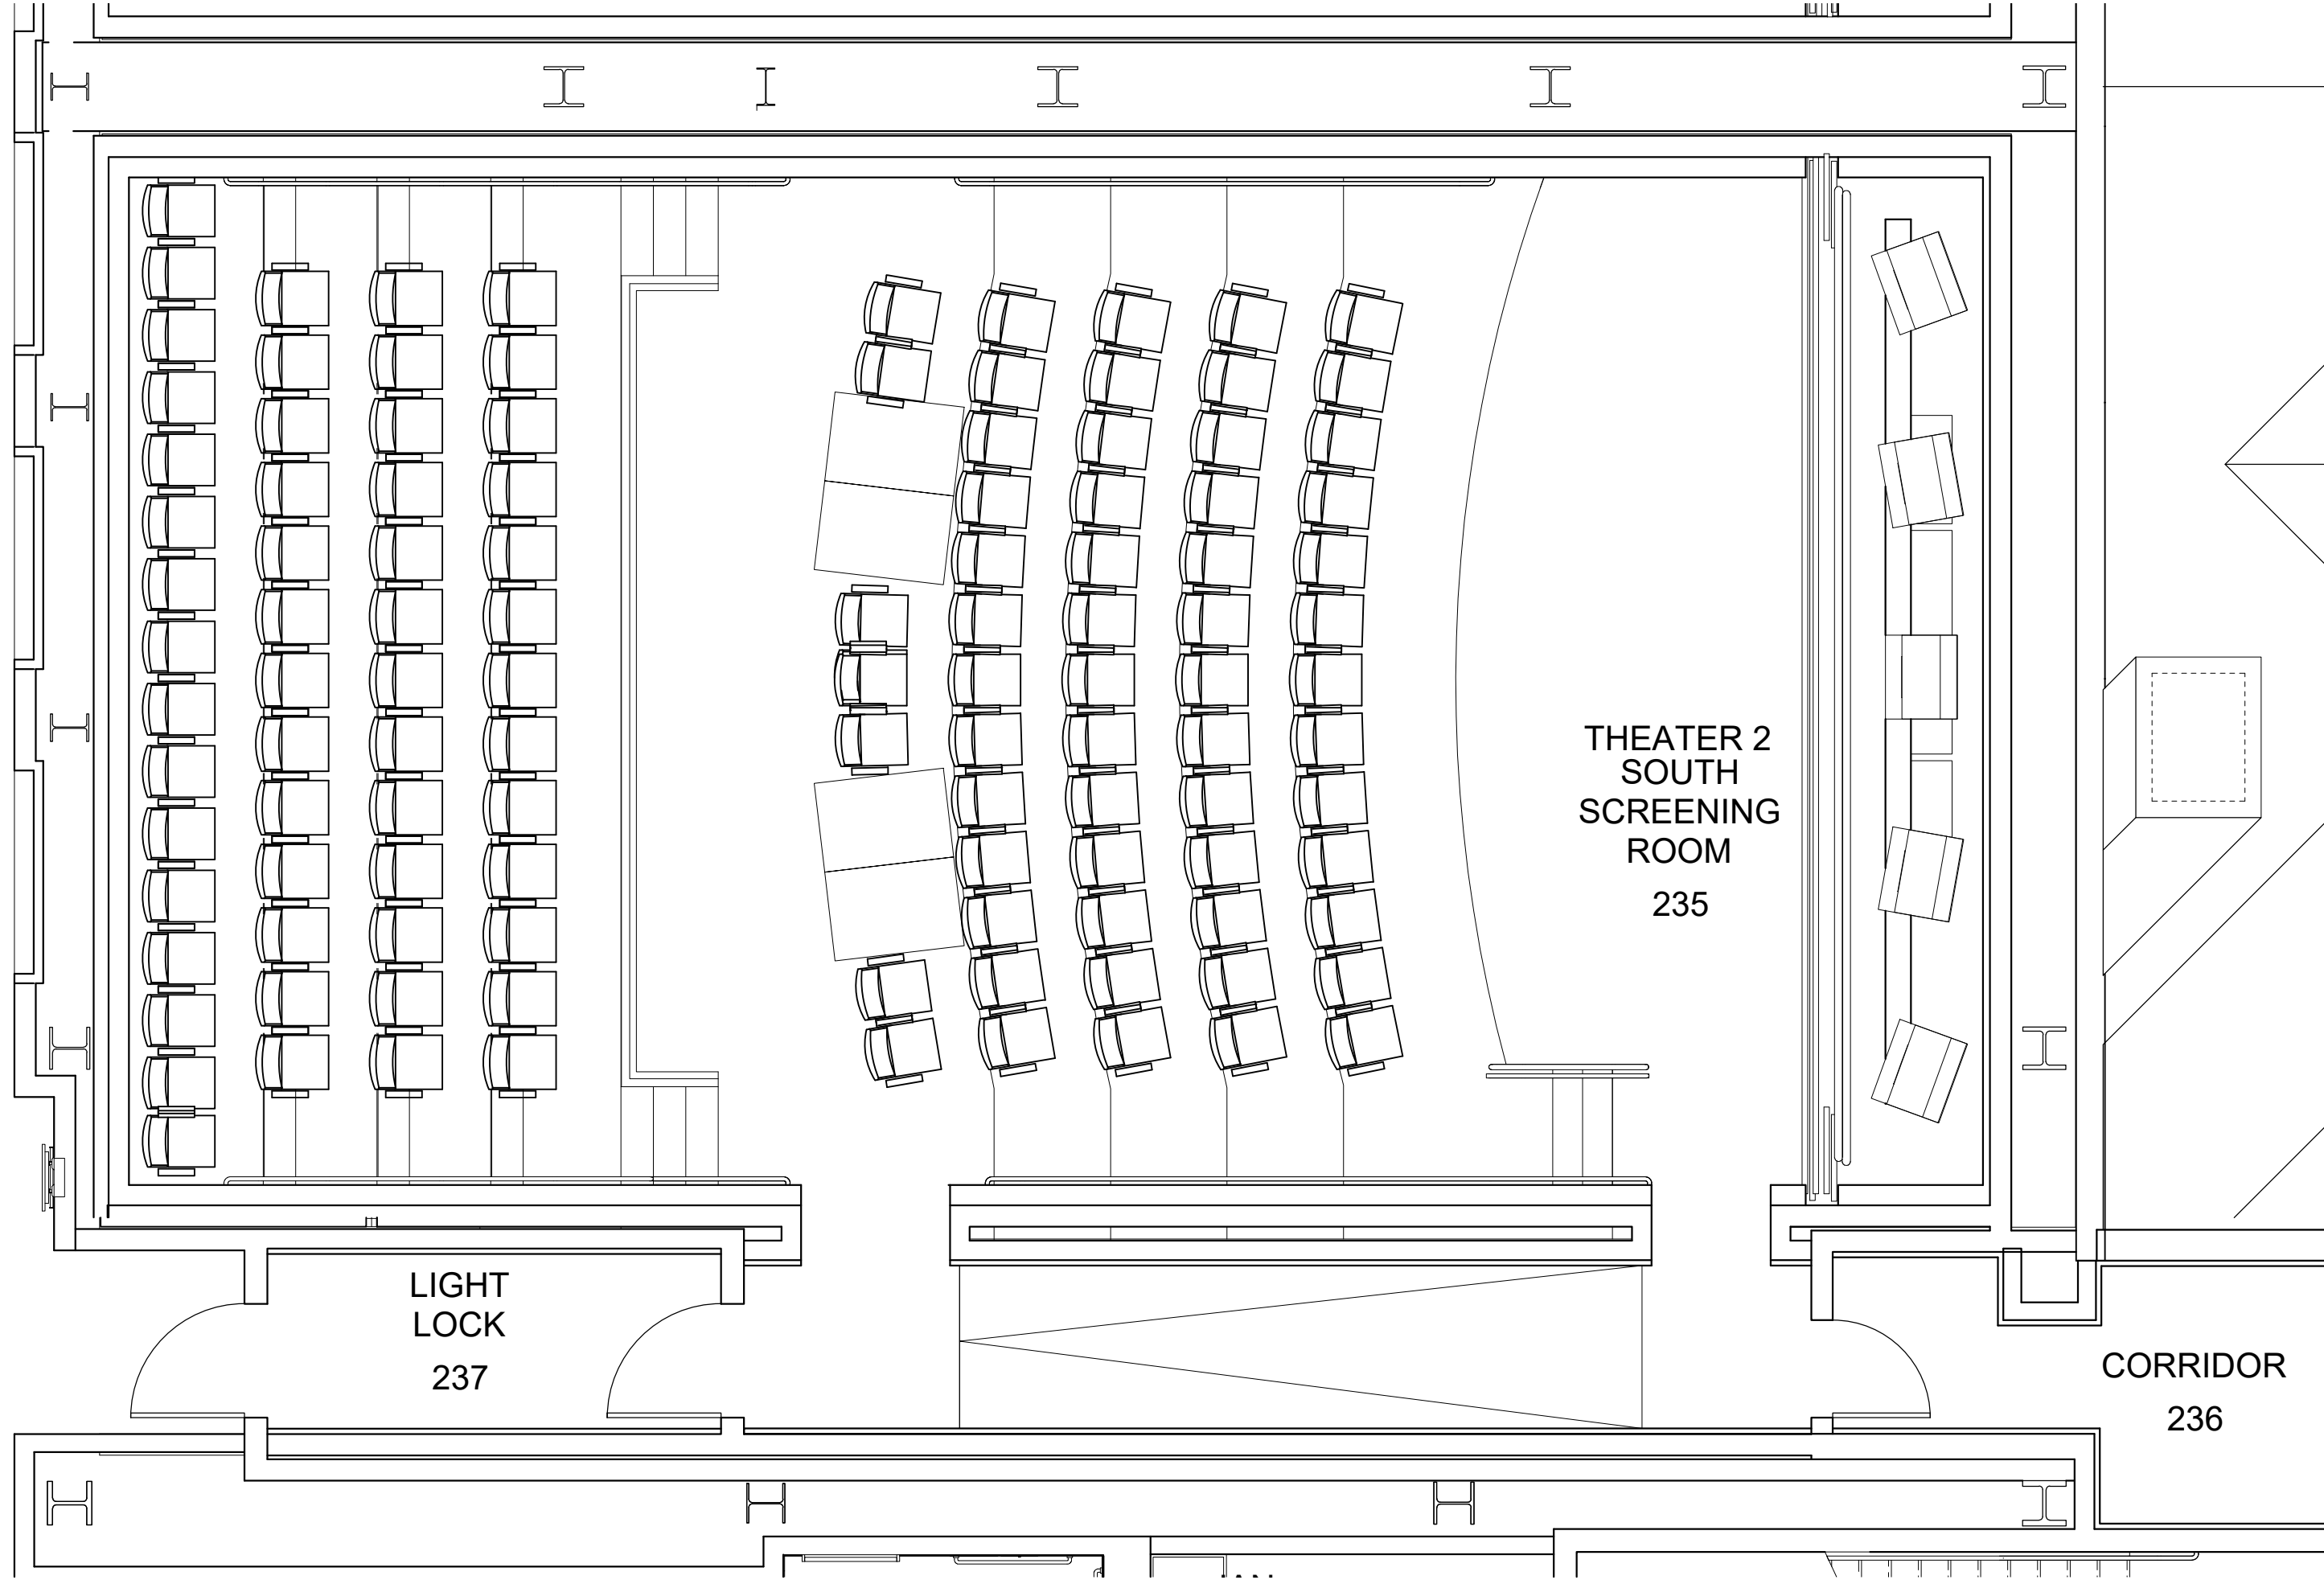 THEATER 2
SOUTH
SCREENING
ROOM
235
LIGHT
LOCK
237
CORRIDOR
236